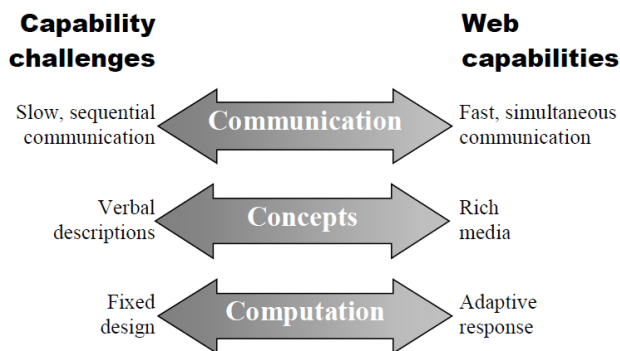 Capability
challenges
Web
capabilities
Slow, sequential
communication
Communication
Fast, simultaneous
communication
Verbal
descriptions
Concepts
Rich
media
Fixed
design
Computation
Adaptive
response